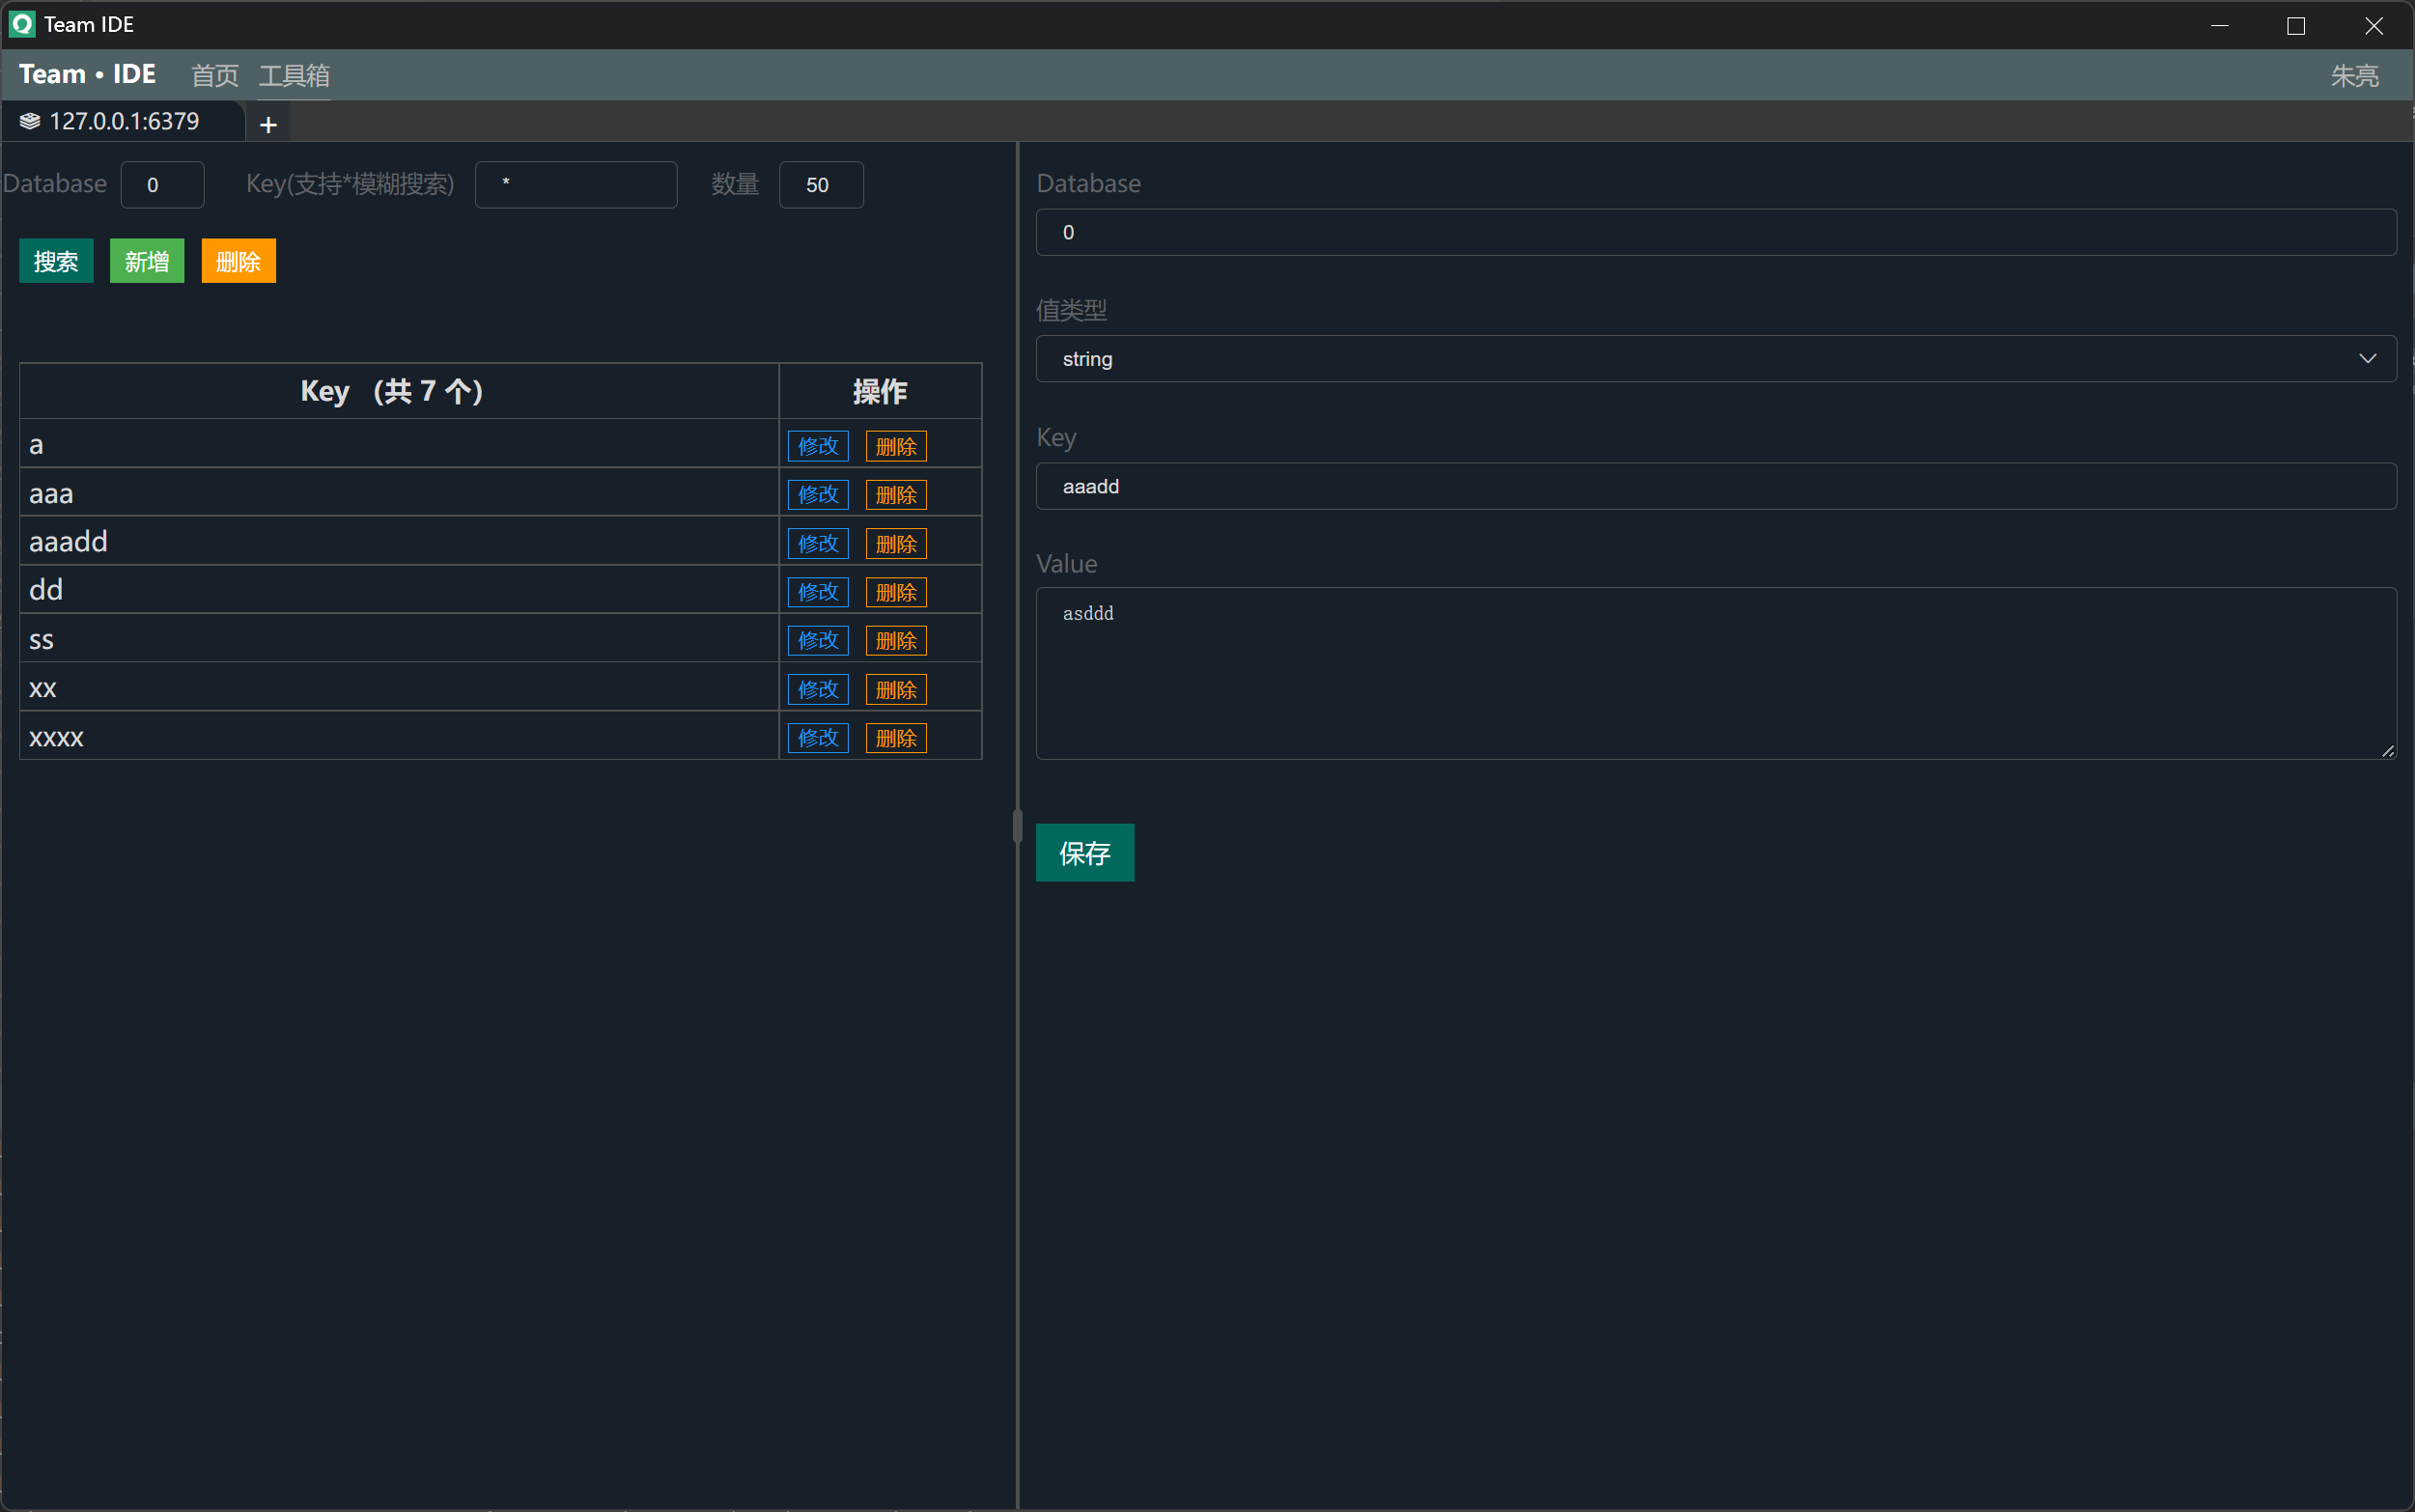 Team IDE
Team • IDE 首页 工具箱 朱亮
127.0.0.1:6379 +
Database 0 Key(支持*模糊搜索) * 数量 50
搜索 新增 删除
Key （共 7 个） 操作
a 修改 删除
aaa 修改 删除
aaadd 修改 删除
dd 修改 删除
ss 修改 删除
xx 修改 删除
xxxx 修改 删除
Database
0
值类型
string
Key
aaadd
Value
asddd
保存